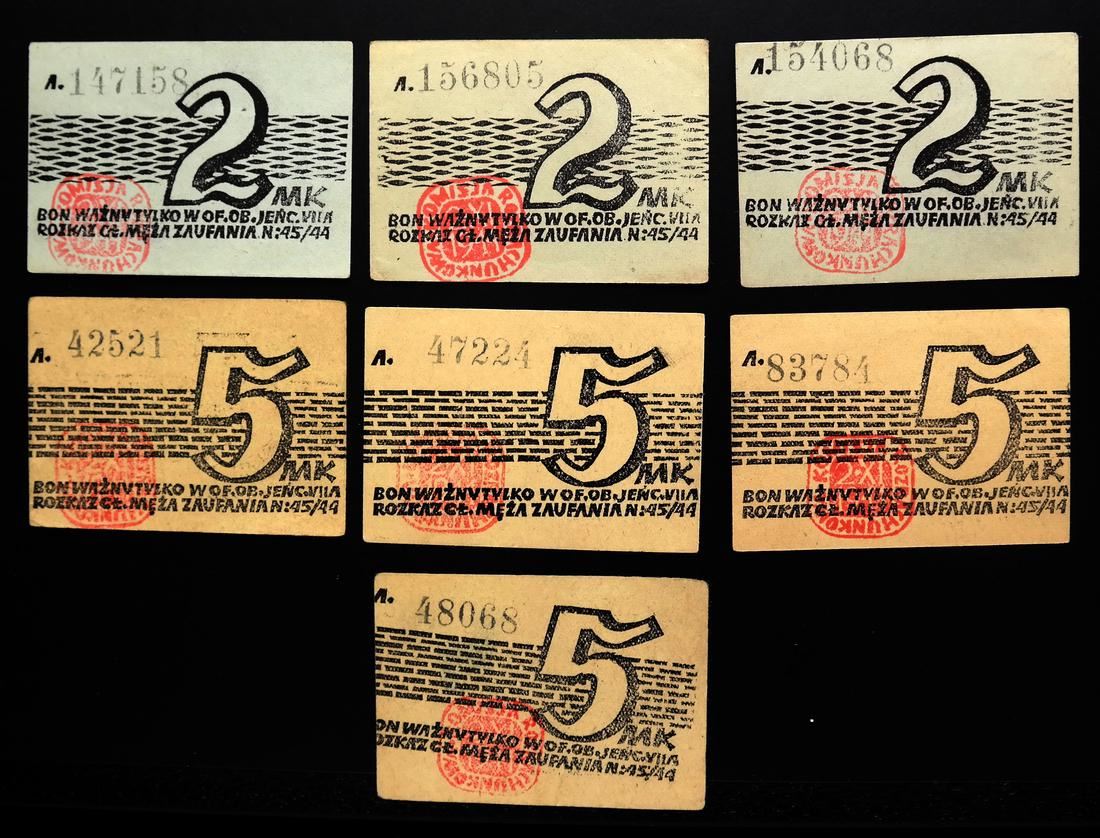 A. 147158
2 MK
BON WAŻNY TYLKO W OF. OB. JEŃC. VIIA
ROZKAZ GŁ. MĘŻA ZAUFANIA N: 45/44
A. 156805
2 MK
BON WAŻNY TYLKO W OF. OB. JEŃC. VIIA
ROZKAZ GŁ. MĘŻA ZAUFANIA N: 45/44
A. 154068
2 MK
BON WAŻNY TYLKO W OF. OB. JEŃC. VIIA
ROZKAZ GŁ. MĘŻA ZAUFANIA N: 45/44
A. 42521
5 MK
BON WAŻNY TYLKO W OF. OB. JEŃC. VIIA
ROZKAZ GŁ. MĘŻA ZAUFANIA N: 45/44
A. 47224
5 MK
BON WAŻNY TYLKO W OF. OB. JEŃC. VIIA
ROZKAZ GŁ. MĘŻA ZAUFANIA N: 45/44
A. 83784
5 MK
BON WAŻNY TYLKO W OF. OB. JEŃC. VIIA
ROZKAZ GŁ. MĘŻA ZAUFANIA N: 45/44
A. 48068
5 MK
ON WAŻNY TYLKO W OF. OB. JEŃC. VIIA
OZKAZ GŁ. MĘŻA ZAUFANIA N: 45/44